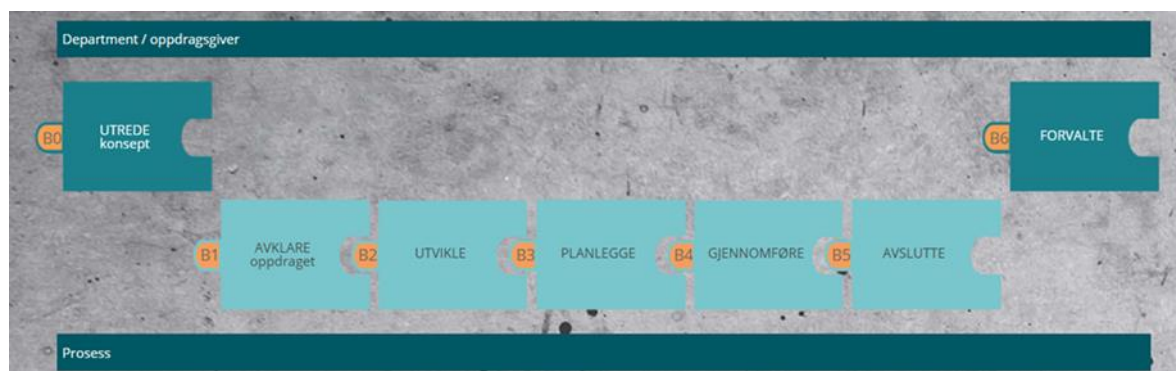 Department / oppdragsgiver
B0
UTREDE
konsept
B6
FORVALTE
B1
AVKLARE
oppdraget
B2
UTVIKLE
B3
PLANLEGGE
B4
GJENNOMFØRE
B5
AVSLUTTE
Prosess